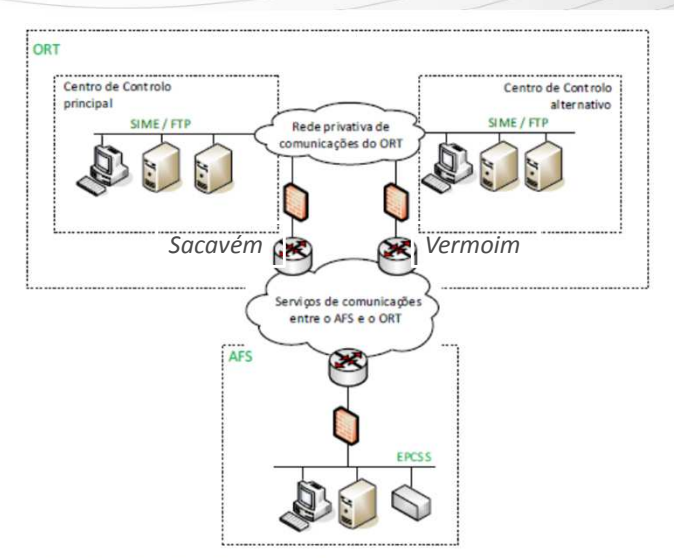 ORT
Centro de Controlo
principal
SIME / FTP
Rede privativa de
comunicações do ORT
Centro de Controlo
alternativo
SIME / FTP
Sacavém
Vermoim
Serviços de comunicações
entre o AFS e o ORT
AFS
EPCSS